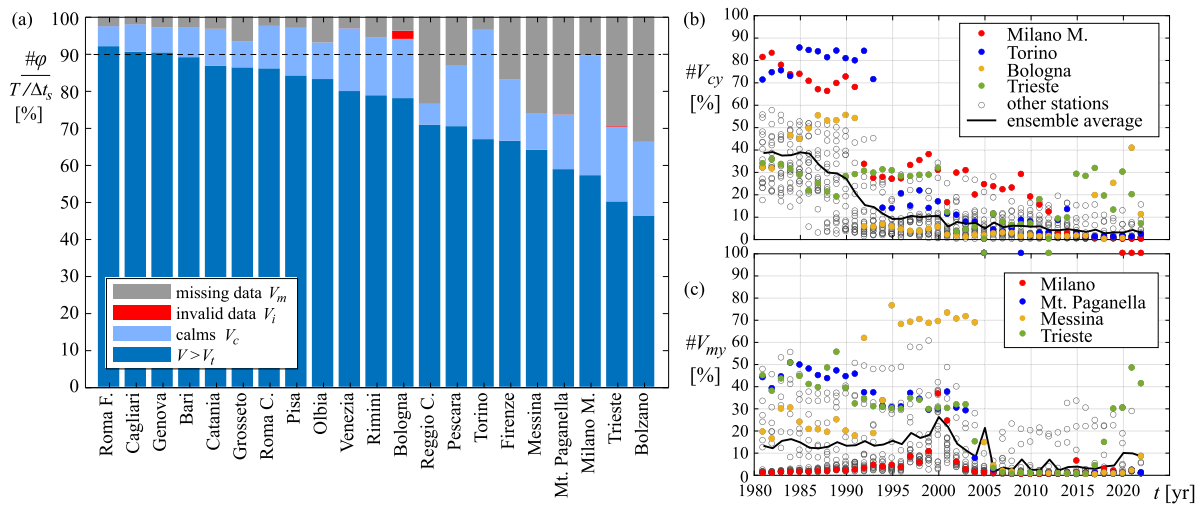 (a)
100
90
80
70
60
50
40
30
20
10
0
#φ
T/Δtₛ
[%]
missing data Vₘ
invalid data Vᵢ
calms V_c
V>Vₜ
Roma F.
Cagliari
Genova
Bari
Catania
Grosseto
Roma C.
Pisa
Olbia
Venezia
Rimini
Bologna
Reggio C.
Pescara
Torino
Firenze
Messina
Mt. Paganella
Milano M.
Trieste
Bolzano
(b)
#V_cy
[%]
100
90
80
70
60
50
40
30
20
10
0
Milano M.
Torino
Bologna
Trieste
other stations
ensemble average
(c)
#V_my
[%]
100
90
80
70
60
50
40
30
20
10
0
Milano
Mt. Paganella
Messina
Trieste
1980 1985 1990 1995 2000 2005 2010 2015 2020 t [yr]